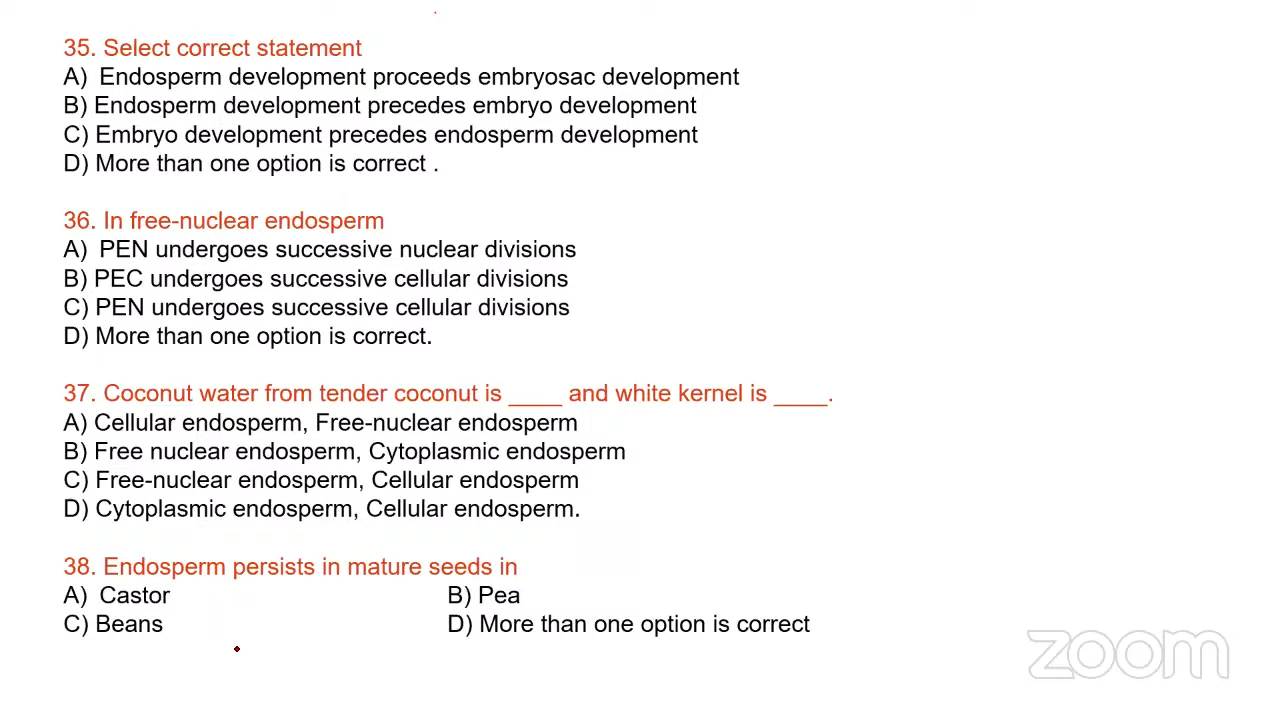 35. Select correct statement
A) Endosperm development proceeds embryosac development
B) Endosperm development precedes embryo development
C) Embryo development precedes endosperm development
D) More than one option is correct .
36. In free-nuclear endosperm
A) PEN undergoes successive nuclear divisions
B) PEC undergoes successive cellular divisions
C) PEN undergoes successive cellular divisions
D) More than one option is correct.
37. Coconut water from tender coconut is ____ and white kernel is ____.
A) Cellular endosperm, Free-nuclear endosperm
B) Free nuclear endosperm, Cytoplasmic endosperm
C) Free-nuclear endosperm, Cellular endosperm
D) Cytoplasmic endosperm, Cellular endosperm.
38. Endosperm persists in mature seeds in
A) Castor B) Pea
C) Beans D) More than one option is correct
zoom